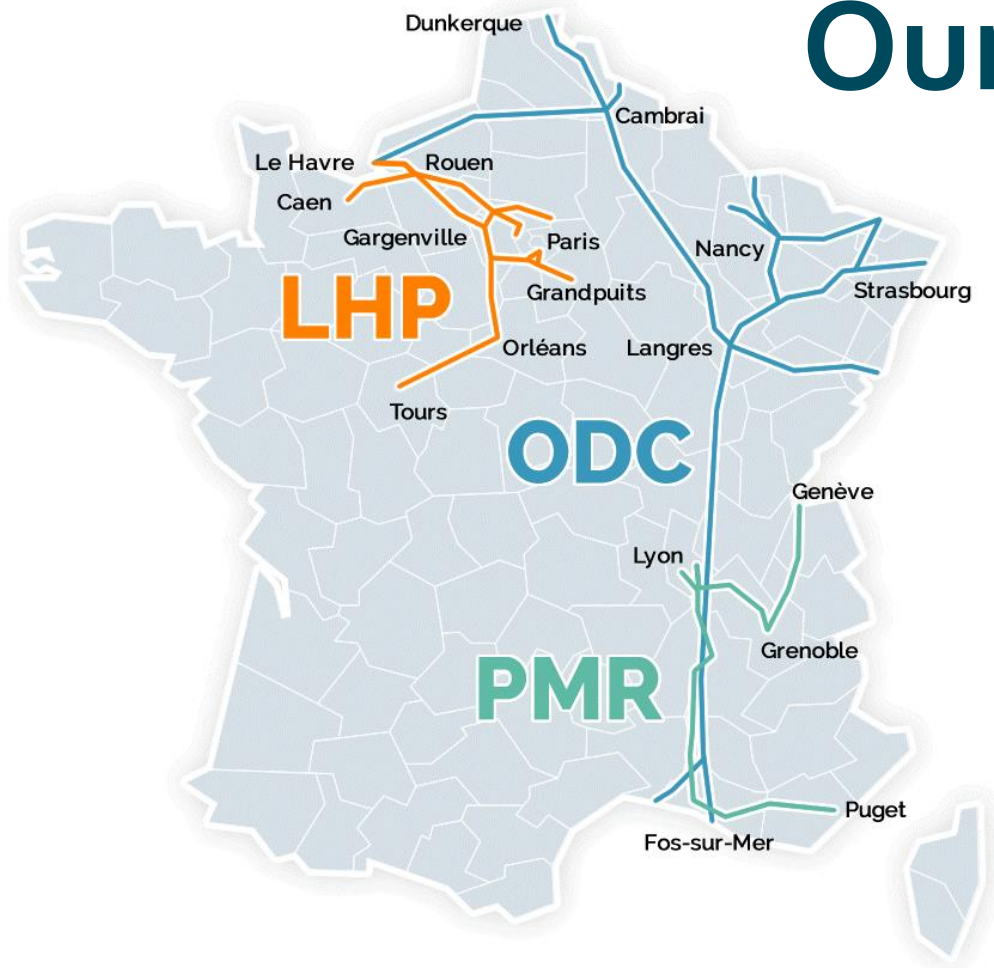 Our
Dunkerque
Cambrai
Le Havre
Rouen
Caen
Gargenville
Paris
Nancy
Grandpuits
Strasbourg
LHP
Orléans
Langres
Tours
ODC
Genève
Lyon
Grenoble
PMR
Puget
Fos-sur-Mer